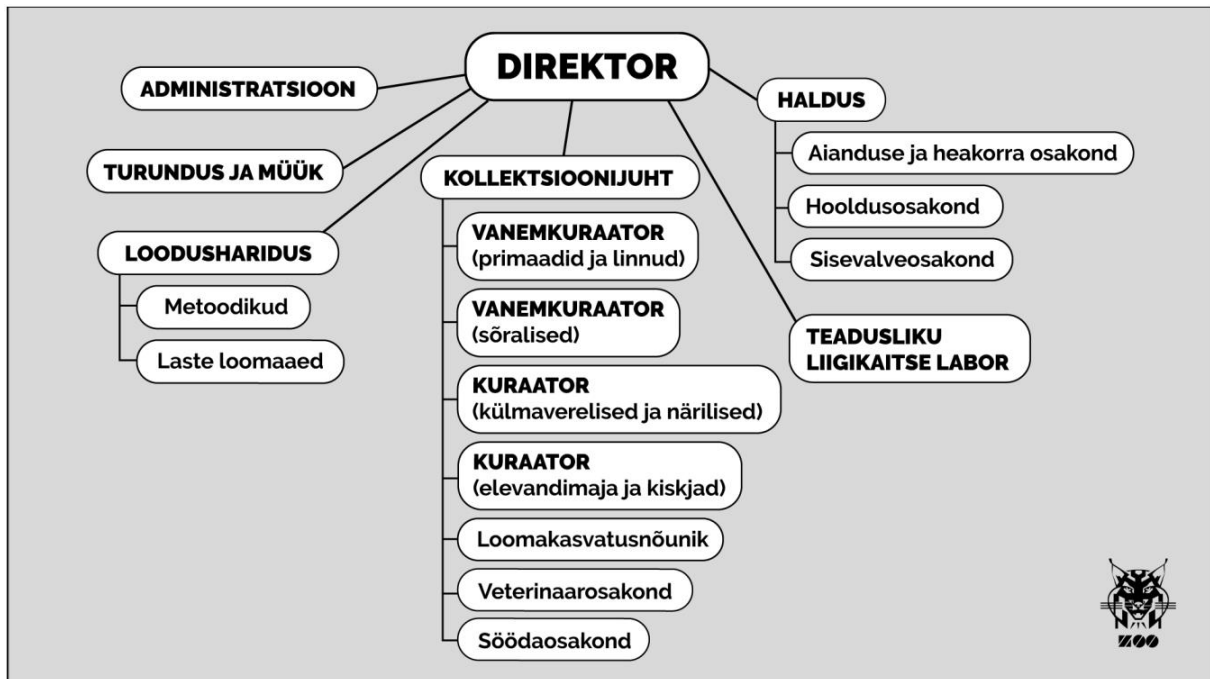 DIREKTOR
ADMINISTRATSIOON
TURUNDUS JA MÜÜK
LOODUSHARIDUS
Metoodikud
Laste loomaaed
KOLLEKTSIOONIJUHT
VANEMKURAATOR
(primaadid ja linnud)
VANEMKURAATOR
(sõralised)
KURAATOR
(külmaverelised ja närilised)
KURAATOR
(elevandimaja ja kiskjad)
Loomakasvatusnõunik
Veterinaarosakond
Söödaosakond
HALDUS
Aianduse ja heakorra osakond
Hooldusosakond
Sisevalveosakond
TEADUSLIKU
LIIGIKAITSE LABOR
ZOO